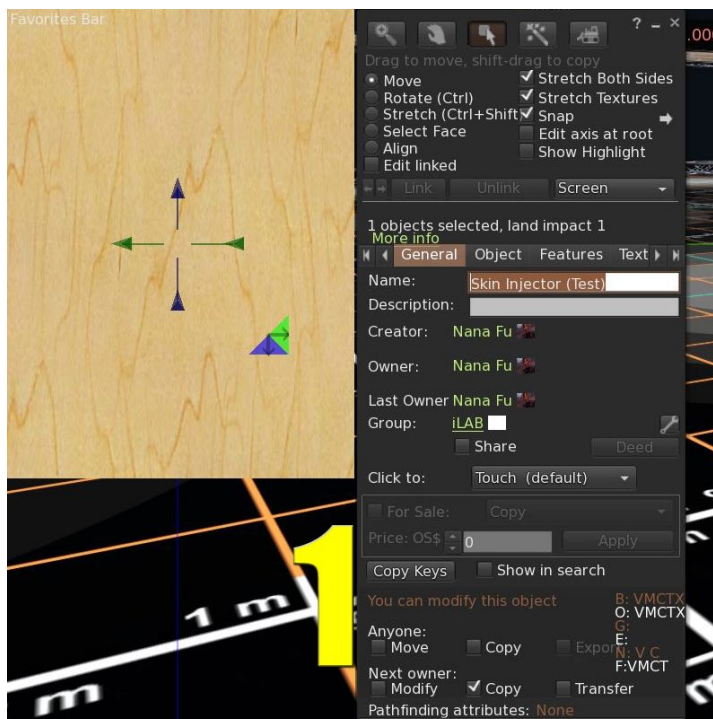 Favorites Bar
? – ×
.000
Drag to move, shift-drag to copy
Move
Stretch Both Sides
Rotate (Ctrl)
Stretch Textures
Stretch (Ctrl+Shift)
Snap
Select Face
Edit axis at root
Align
Show Highlight
Edit linked
Link Unlink Screen
1 objects selected, land impact 1
More info
General Object Features Text
Name: Skin Injector (Test)
Description:
Creator: Nana Fu
Owner: Nana Fu
Last Owner Nana Fu
Group: iLAB
Share Deed
Click to: Touch (default)
For Sale: Copy
Price: OS$ 0 Apply
Copy Keys Show in search
You can modify this object
B: VMCTX
O: VMCTX
Anyone:
G:
Move Copy Export
E:
N: V C
Next owner:
F:VMCT
Modify Copy Transfer
Pathfinding attributes: None
1 m
1
m